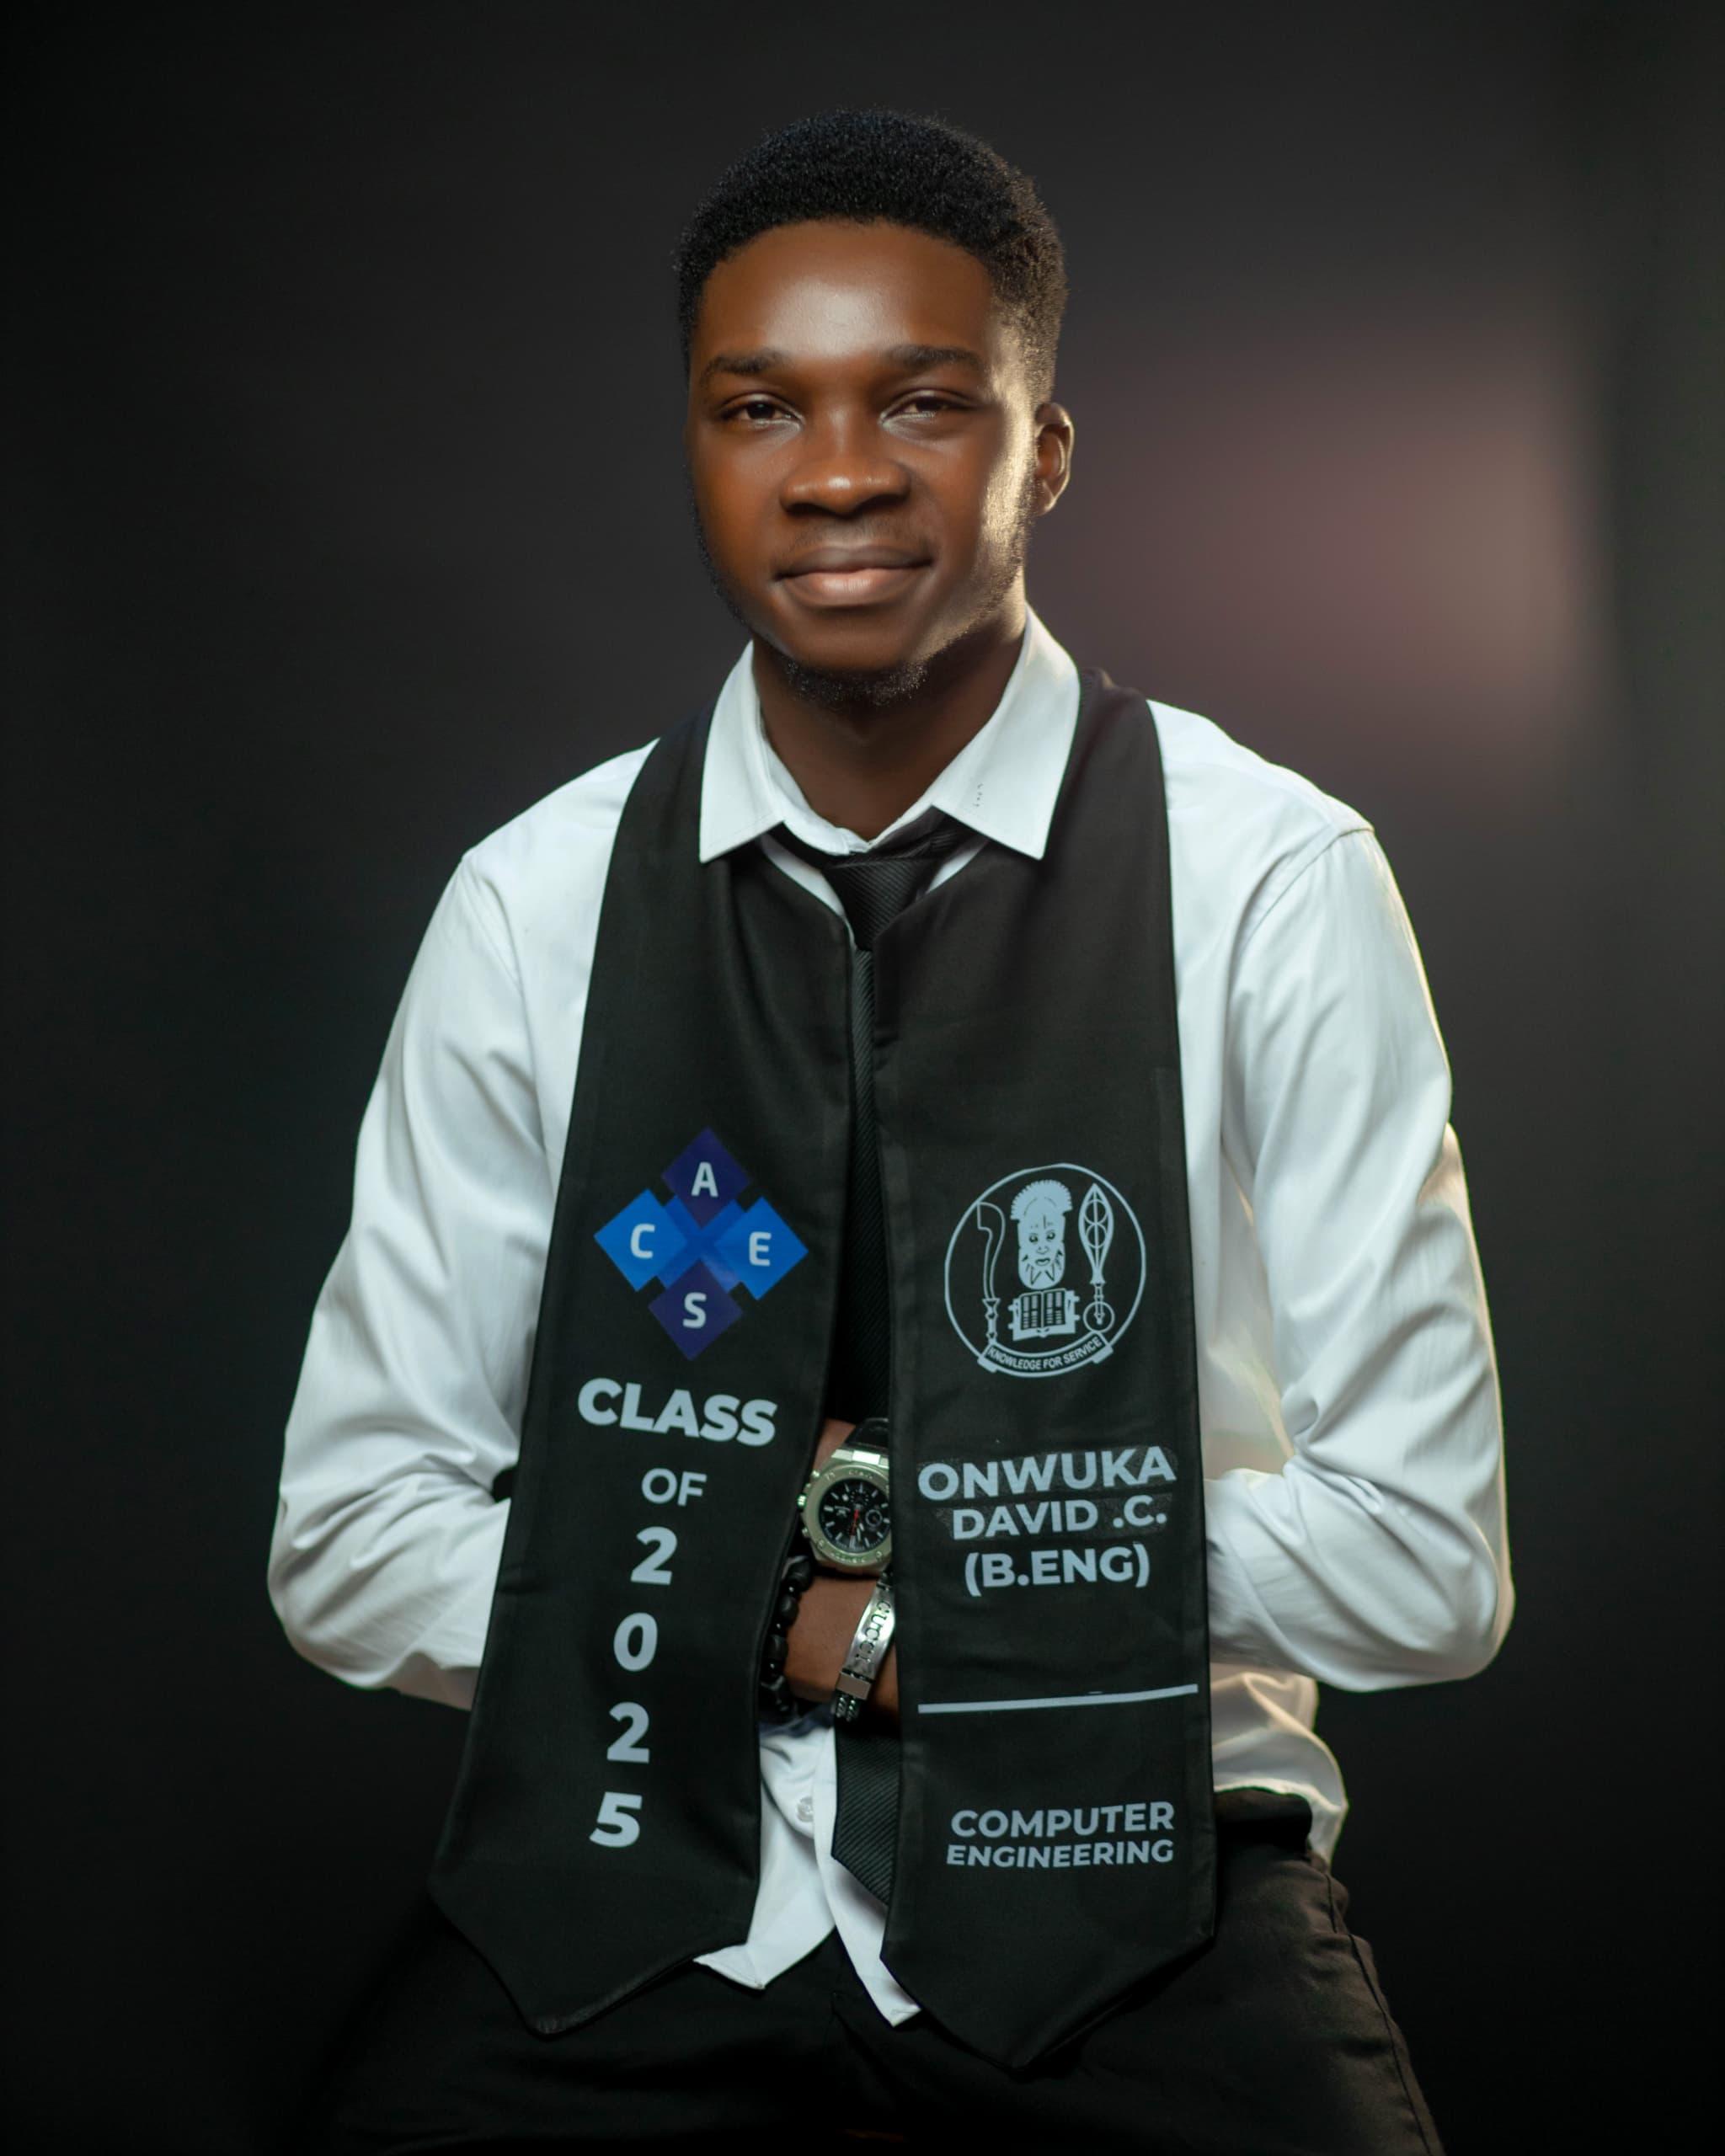 A
C E
S
CLASS
OF
2
0
2
5
KNOWLEDGE FOR SERVICE
ONWUKA
DAVID .C.
(B.ENG)
COMPUTER
ENGINEERING